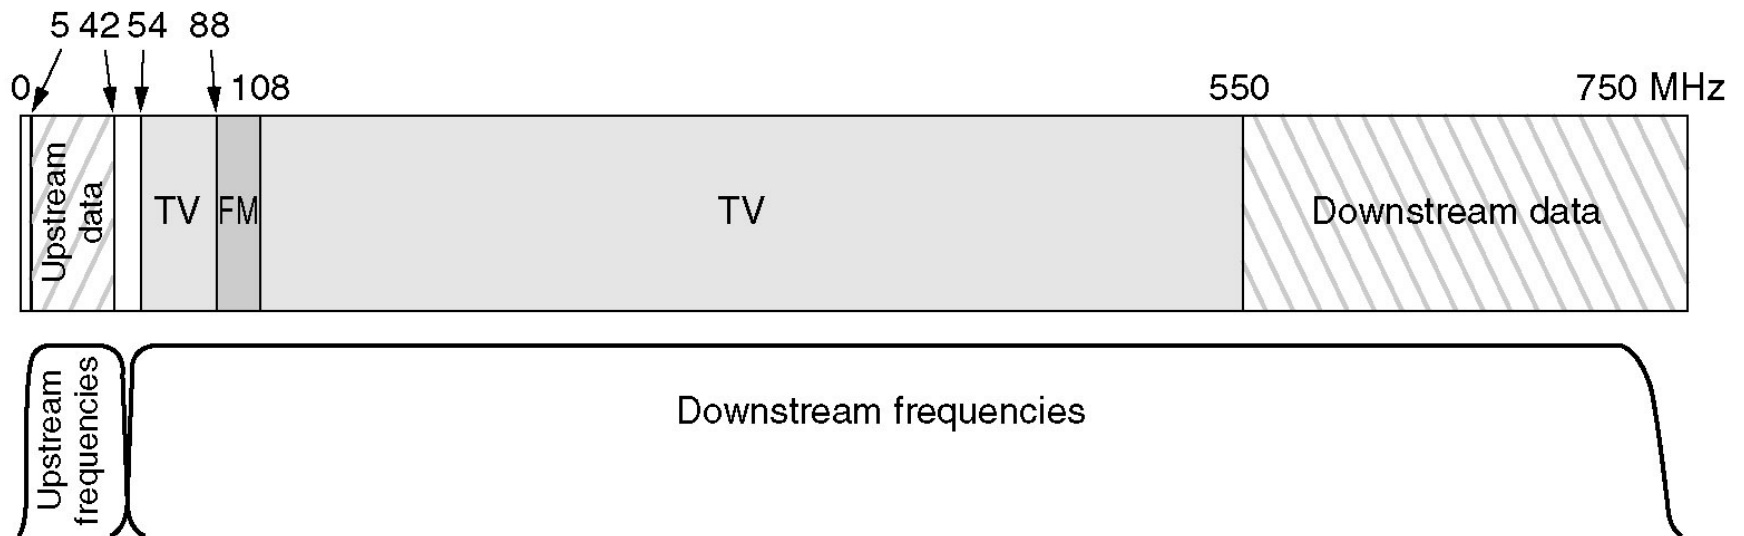 5 42 54 88
0 108 550 750 MHz
Upstream
data
TV FM TV Downstream data
Upstream
frequencies
Downstream frequencies